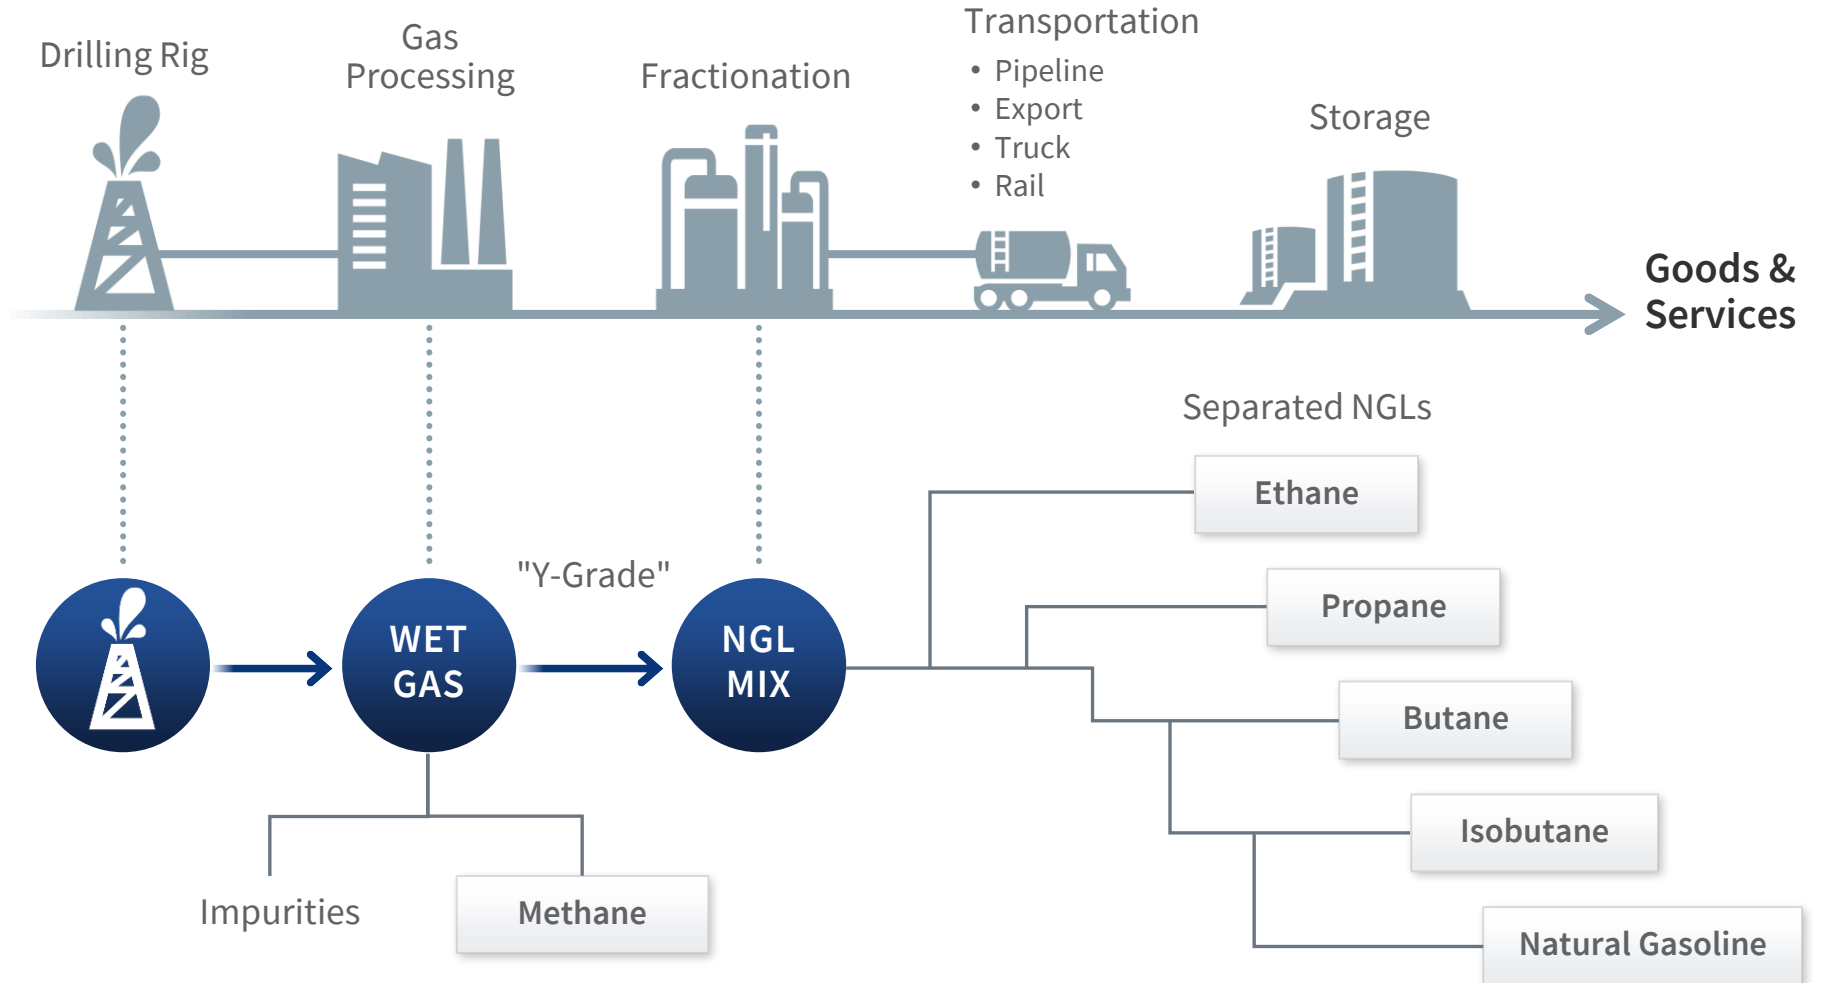 Drilling Rig
Gas
Processing
Fractionation
Transportation
• Pipeline
• Export
• Truck
• Rail
Storage
Goods &
Services
Separated NGLs
Ethane
Propane
Butane
Isobutane
Natural Gasoline
"Y-Grade"
WET
GAS
NGL
MIX
Impurities
Methane